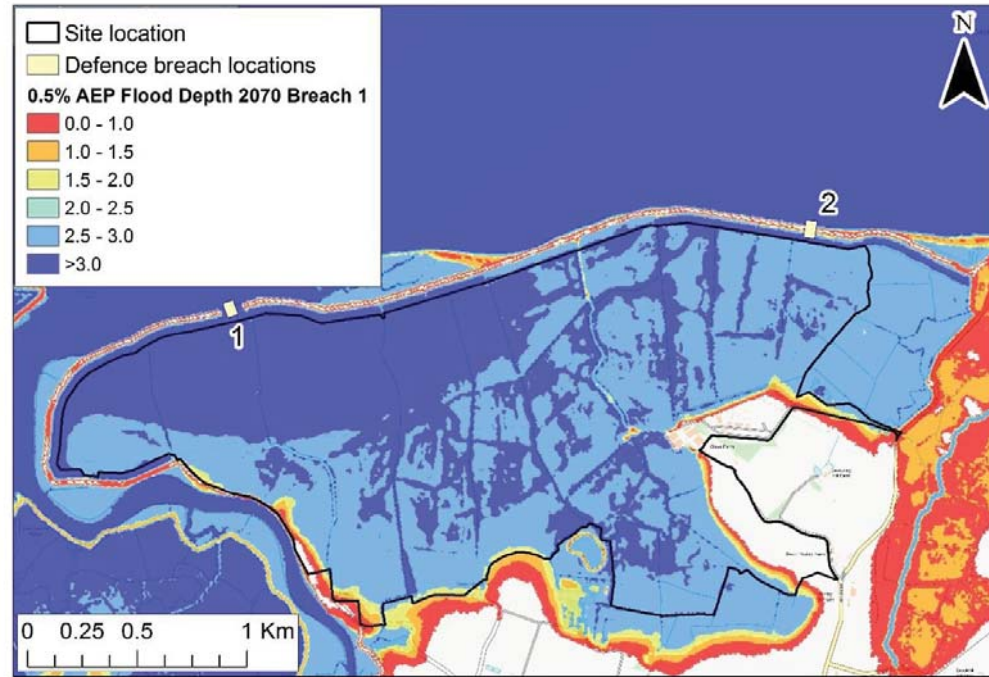 Site location
Defence breach locations
0.5% AEP Flood Depth 2070 Breach 1
0.0 - 1.0
1.0 - 1.5
1.5 - 2.0
2.0 - 2.5
2.5 - 3.0
>3.0
N
2
1
0 0.25 0.5 1 Km